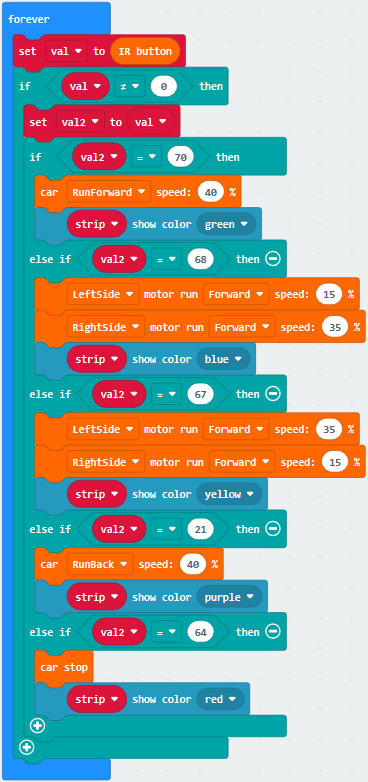 forever
set val to IR button
if val ≠ 0 then
set val2 to val
if val2 = 70 then
car RunForward speed: 40 %
strip show color green
else if val2 = 68 then
LeftSide motor run Forward speed: 15 %
RightSide motor run Forward speed: 35 %
strip show color blue
else if val2 = 67 then
LeftSide motor run Forward speed: 35 %
RightSide motor run Forward speed: 15 %
strip show color yellow
else if val2 = 21 then
car RunBack speed: 40 %
strip show color purple
else if val2 = 64 then
car stop
strip show color red